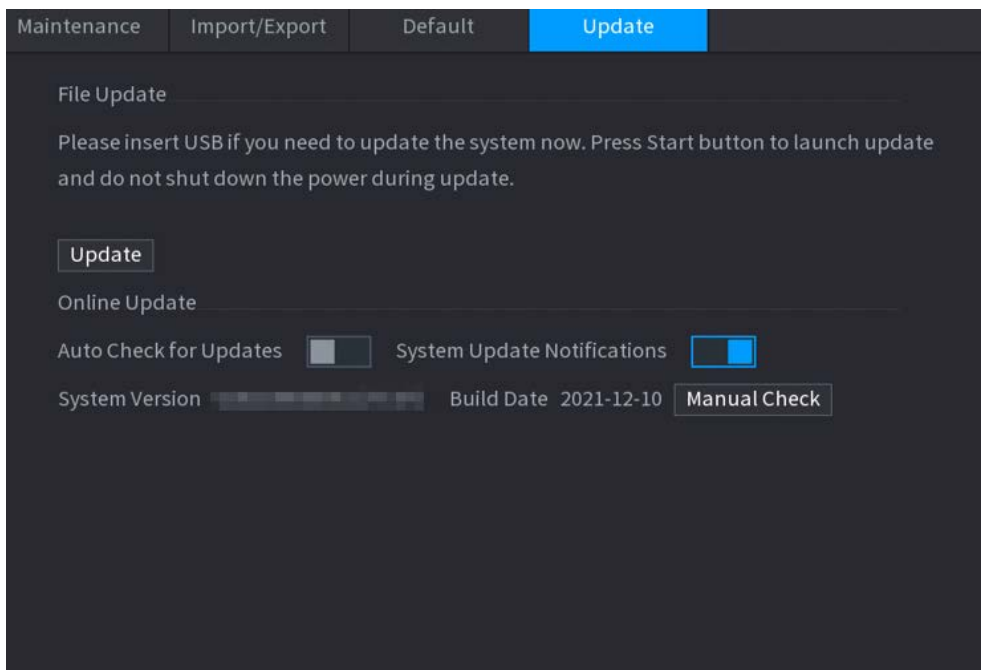 Maintenance Import/Export Default Update
File Update
Please insert USB if you need to update the system now. Press Start button to launch update
and do not shut down the power during update.
Update
Online Update
Auto Check for Updates System Update Notifications
System Version Build Date 2021-12-10 Manual Check